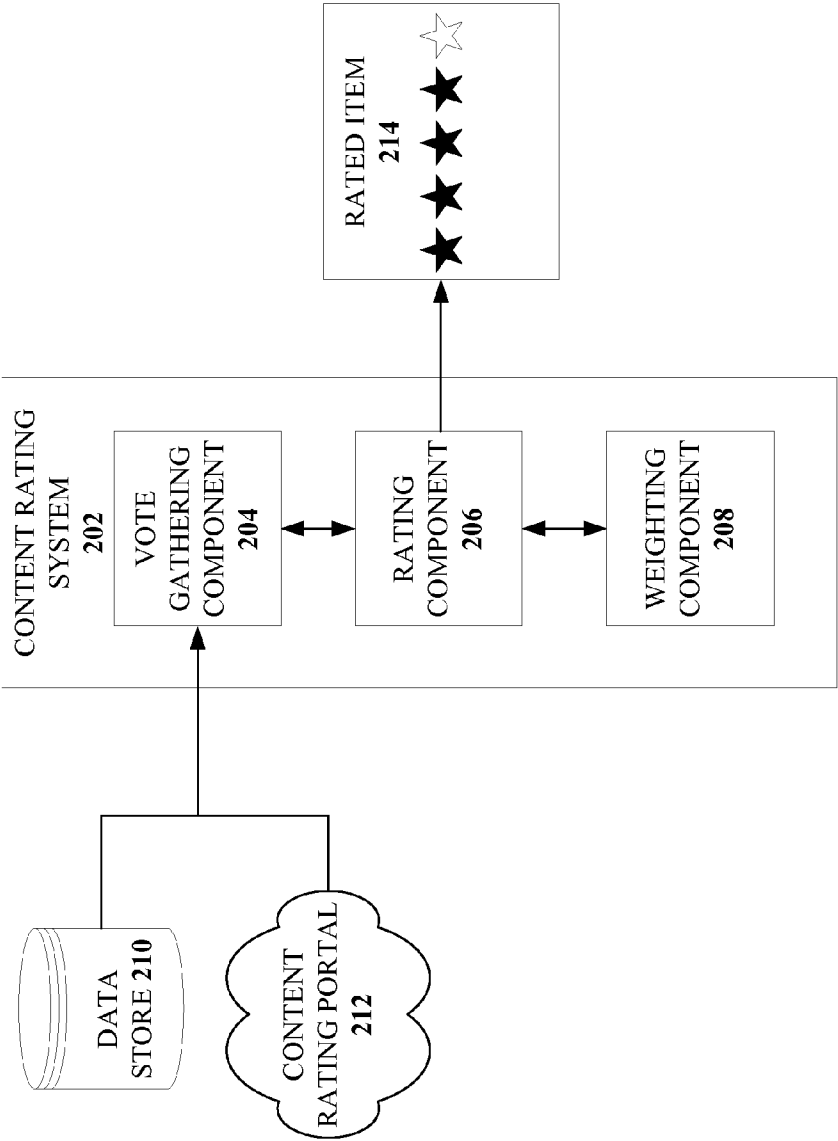 DATA
STORE 210
CONTENT
RATING PORTAL
212
CONTENT RATING
SYSTEM
202
VOTE
GATHERING
COMPONENT
204
RATING
COMPONENT
206
WEIGHTING
COMPONENT
208
RATED ITEM
214